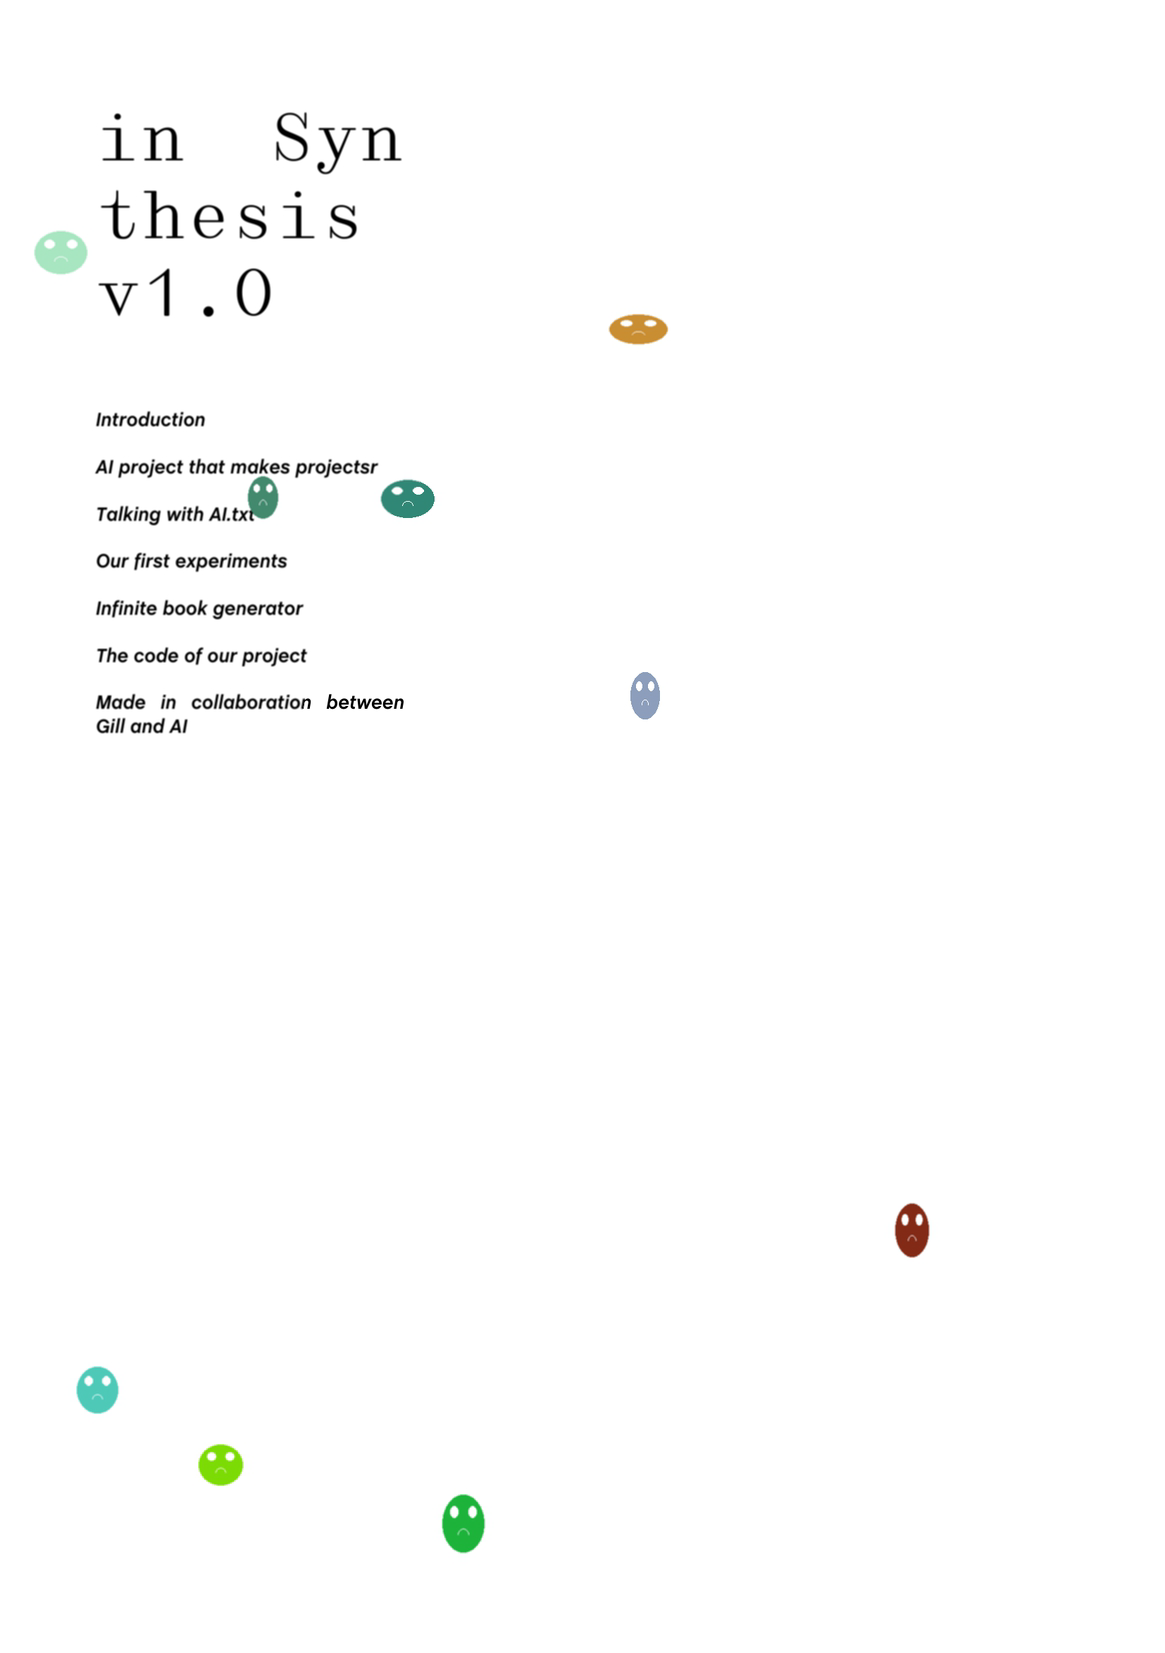 in Syn
thesis
v1.0
Introduction
AI project that makes projectsr
Talking with AI.txt
Our first experiments
Infinite book generator
The code of our project
Made in collaboration between
Gill and AI